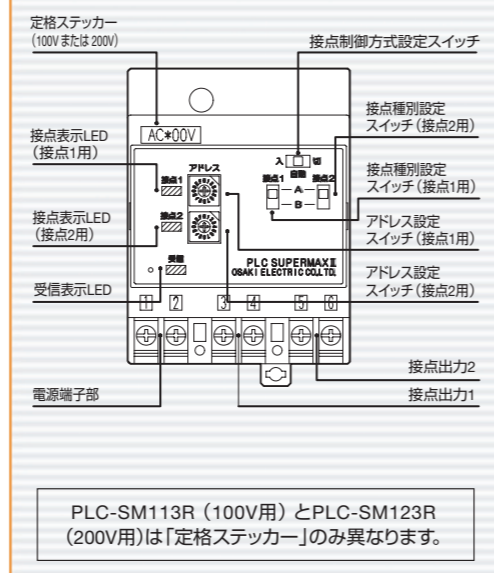 定格ステッカー
(100Vまたは200V)
接点制御方式設定スイッチ
AC*00V
接点種別設定
スイッチ(接点2用)
接点表示LED
(接点1用)
アドレス
入 切
自動
接点1
接点1 接点2
A
B
接点種別設定
スイッチ(接点1用)
接点表示LED
(接点2用)
接点2
アドレス設定
スイッチ(接点1用)
受信
PLC SUPERMAXⅡ
OSAKI ELECTRIC CO.,LTD.
アドレス設定
スイッチ(接点2用)
受信表示LED
1 2 3 4 5 6
接点出力2
電源端子部
接点出力1
PLC-SM113R(100V用)とPLC-SM123R
(200V用)は「定格ステッカー」のみ異なります。